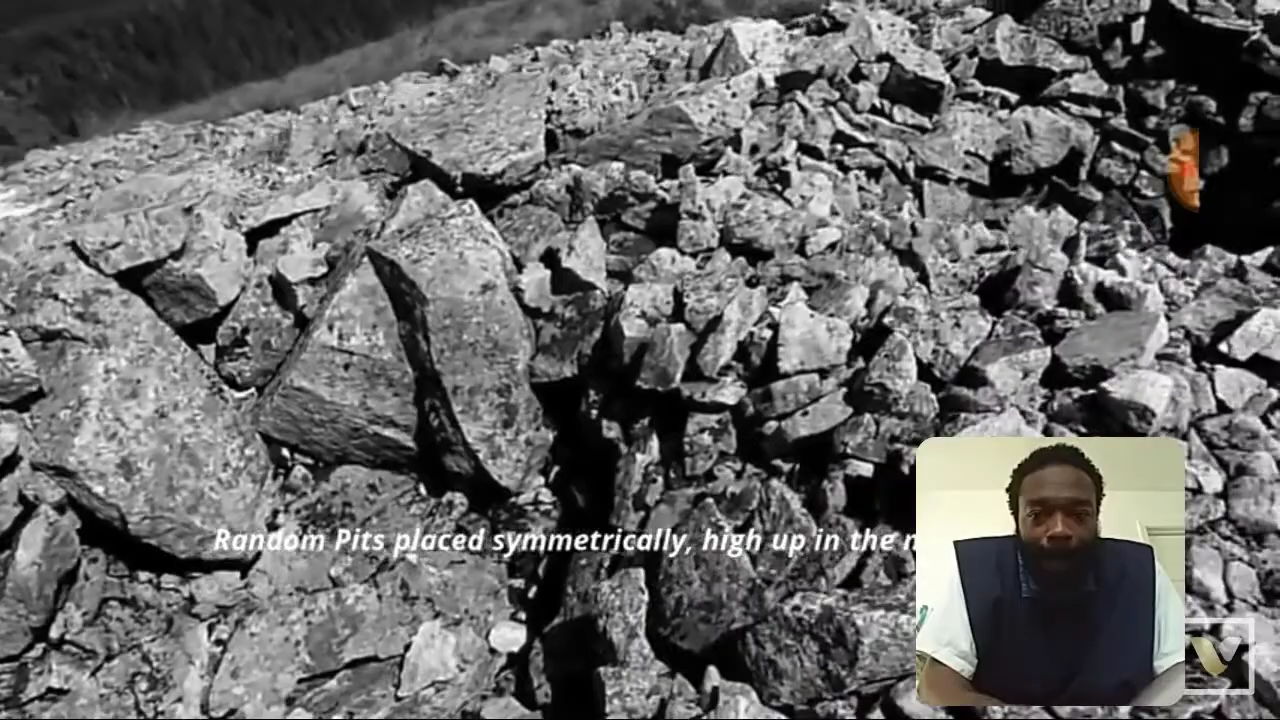 Random Pits placed symmetrically, high up in the